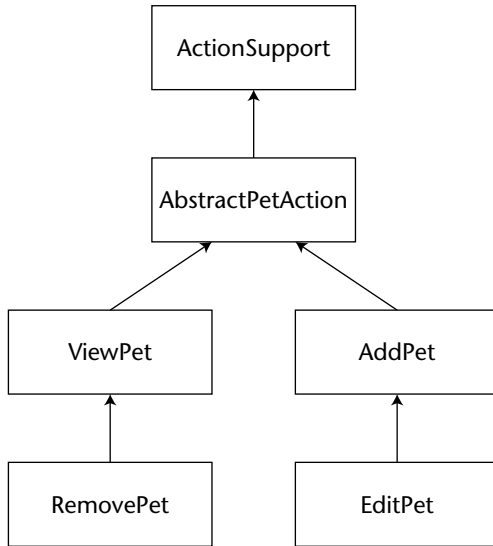 ActionSupport
AbstractPetAction
ViewPet
AddPet
RemovePet
EditPet